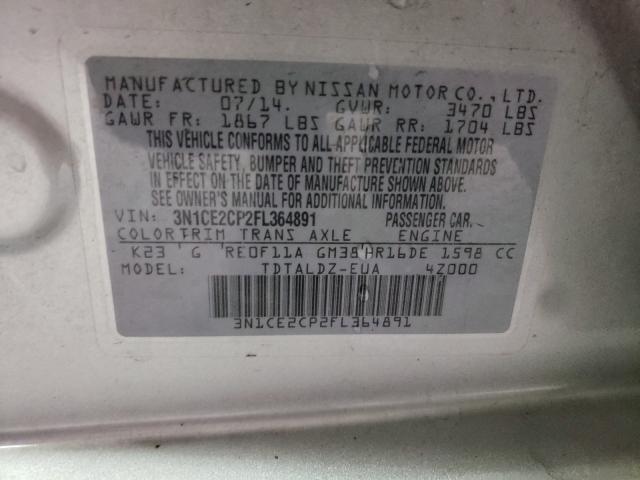 MANUFACTURED BY NISSAN MOTOR CO., LTD.
DATE: 07/14. GVWR: 3470 LBS
GAWR FR: 1867 LBS GAWR RR: 1704 LBS
THIS VEHICLE CONFORMS TO ALL APPLICABLE FEDERAL MOTOR
VEHICLE SAFETY, BUMPER AND THEFT PREVENTION STANDARDS
IN EFFECT ON THE DATE OF MANUFACTURE SHOWN ABOVE.
SEE OWNER'S MANUAL FOR ADDITIONAL INFORMATION.
VIN: 3N1CE2CP2FL364891 PASSENGER CAR.
COLOR TRIM TRANS AXLE ENGINE
K23 G RE0F11A GM38 HR16DE 1598 CC
MODEL: TDTALDZ-EUA 4Z000
3N1CE2CP2FL364891